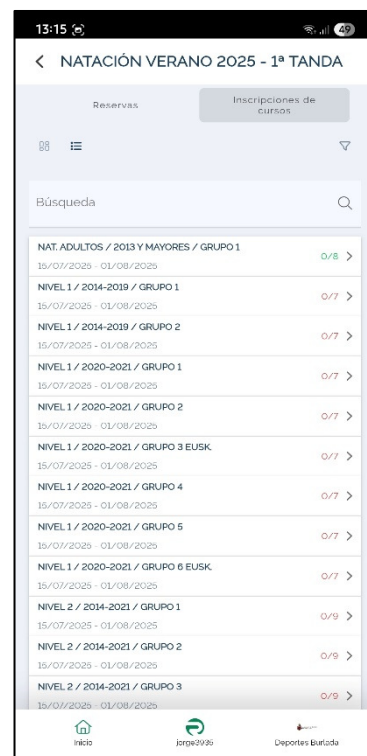 13:15
49
NATACIÓN VERANO 2025 - 1ª TANDA
Reservas
Inscripciones de
cursos
Búsqueda
NAT. ADULTOS / 2013 Y MAYORES / GRUPO 1
15/07/2025 - 01/08/2025
0/8
NIVEL 1 / 2014-2019 / GRUPO 1
15/07/2025 - 01/08/2025
0/7
NIVEL 1 / 2014-2019 / GRUPO 2
15/07/2025 - 01/08/2025
0/7
NIVEL 1 / 2020-2021 / GRUPO 1
15/07/2025 - 01/08/2025
0/7
NIVEL 1 / 2020-2021 / GRUPO 2
15/07/2025 - 01/08/2025
0/7
NIVEL 1 / 2020-2021 / GRUPO 3 EUSK.
15/07/2025 - 01/08/2025
0/7
NIVEL 1 / 2020-2021 / GRUPO 4
15/07/2025 - 01/08/2025
0/7
NIVEL 1 / 2020-2021 / GRUPO 5
15/07/2025 - 01/08/2025
0/7
NIVEL 1 / 2020-2021 / GRUPO 6 EUSK.
15/07/2025 - 01/08/2025
0/7
NIVEL 2 / 2014-2021 / GRUPO 1
15/07/2025 - 01/08/2025
0/9
NIVEL 2 / 2014-2021 / GRUPO 2
15/07/2025 - 01/08/2025
0/9
NIVEL 2 / 2014-2021 / GRUPO 3
15/07/2025 - 01/08/2025
0/9
Inicio
jorge3936
Deportes Burlada